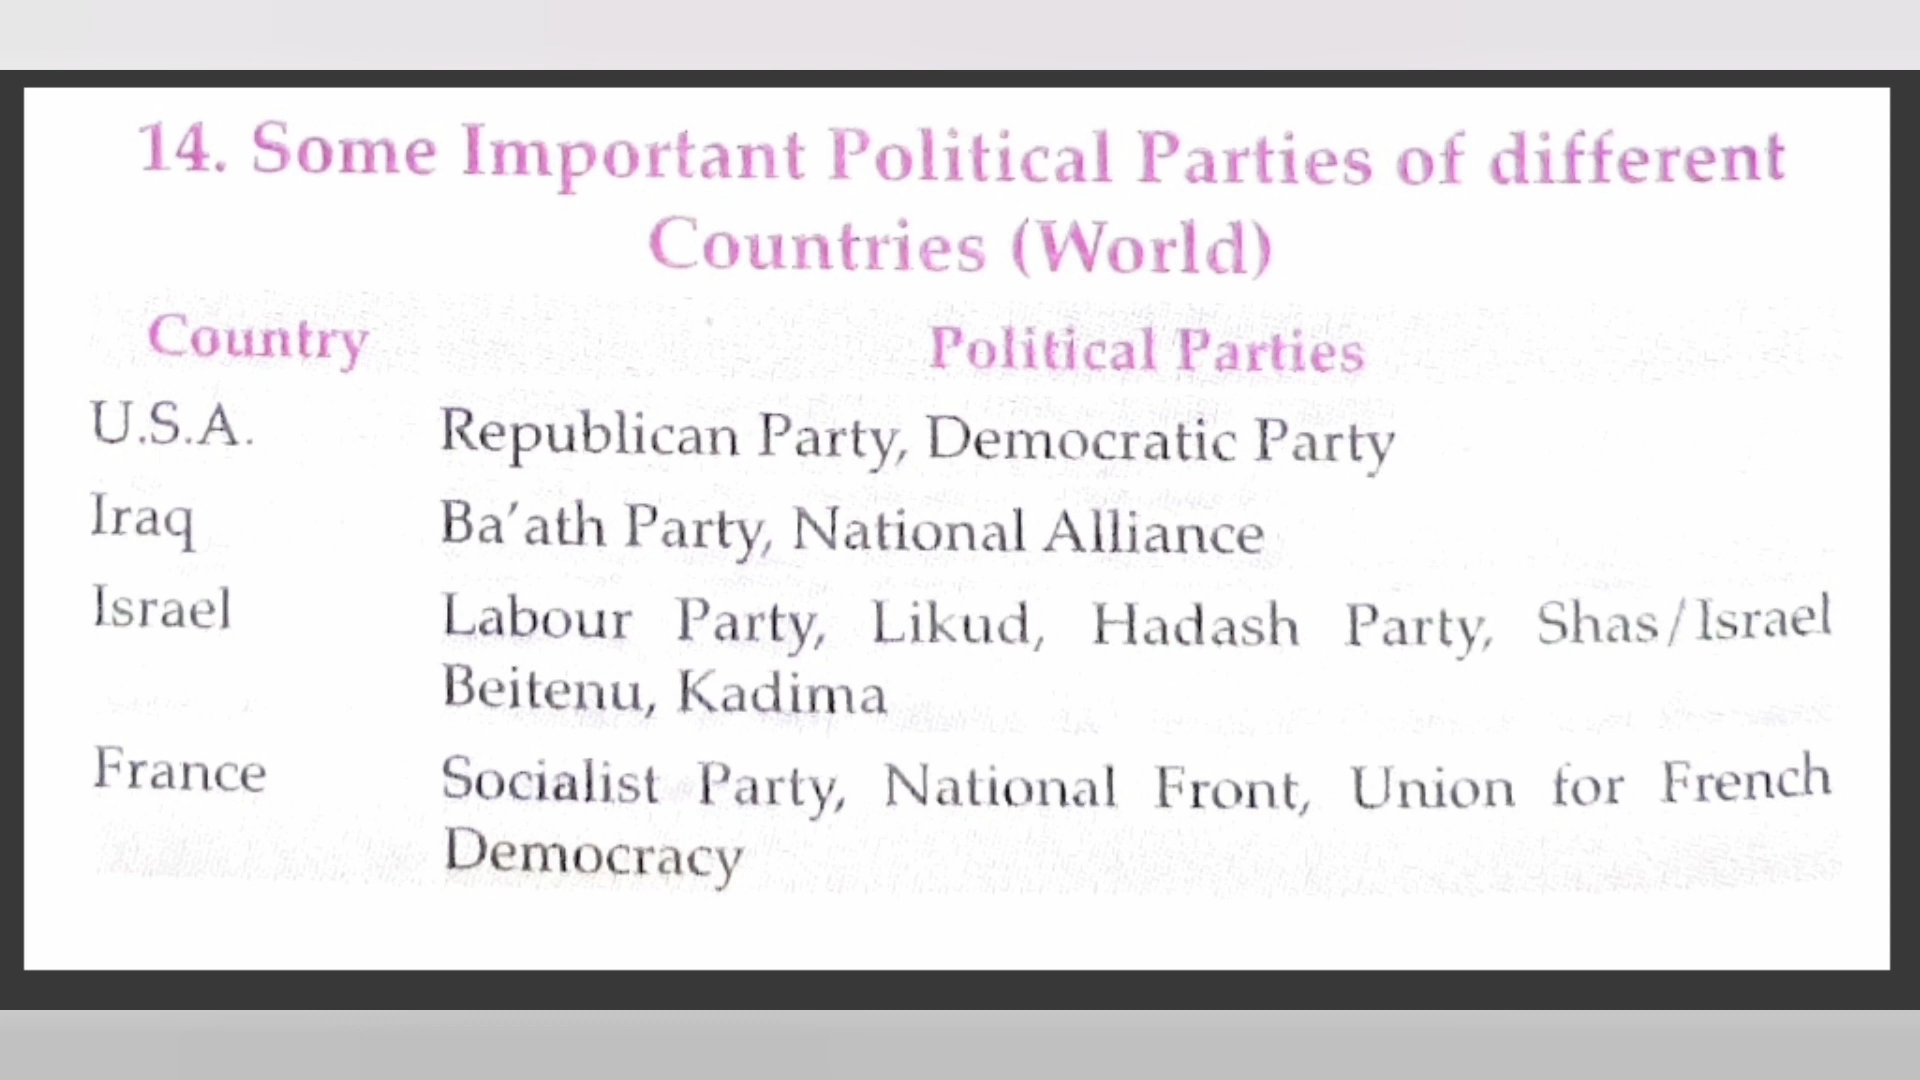 14. Some Important Political Parties of different
Countries (World)
Country Political Parties
U.S.A. Republican Party, Democratic Party
Iraq Ba’ath Party, National Alliance
Israel Labour Party, Likud, Hadash Party, Shas/Israel
Beitenu, Kadima
France Socialist Party, National Front, Union for French
Democracy